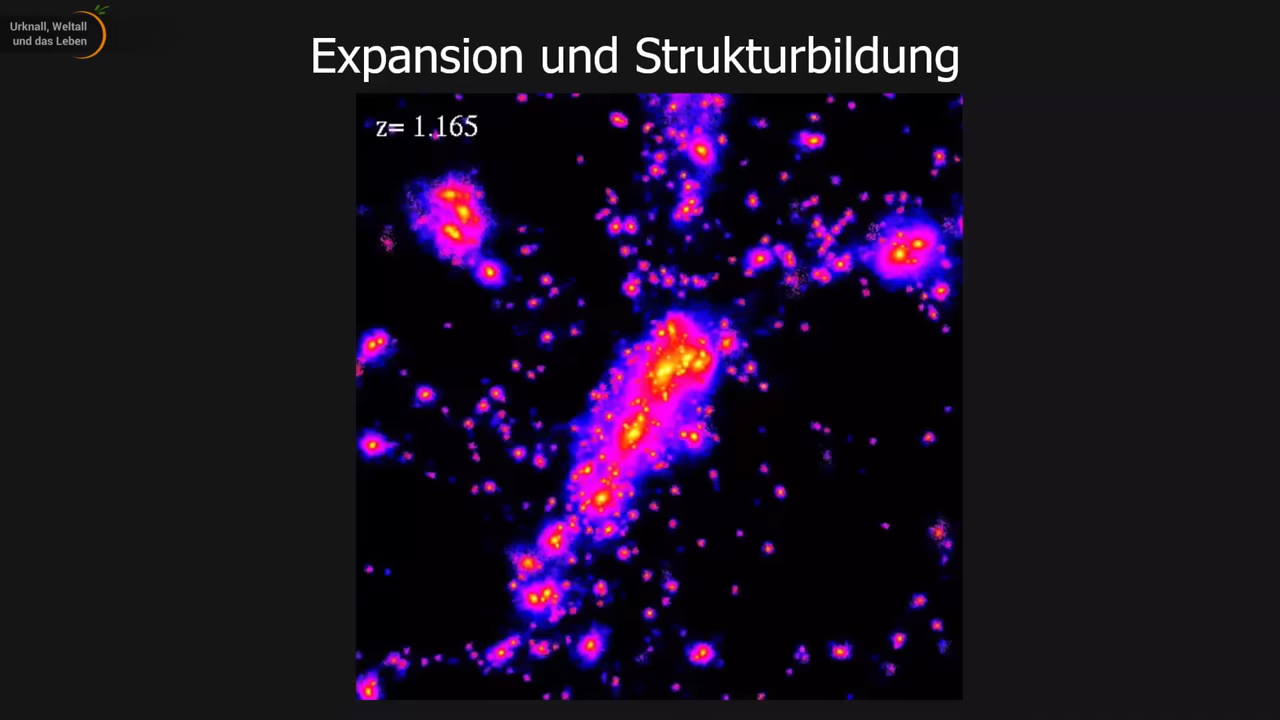 Urknall, Weltall
und das Leben
Expansion und Strukturbildung
z= 1.165